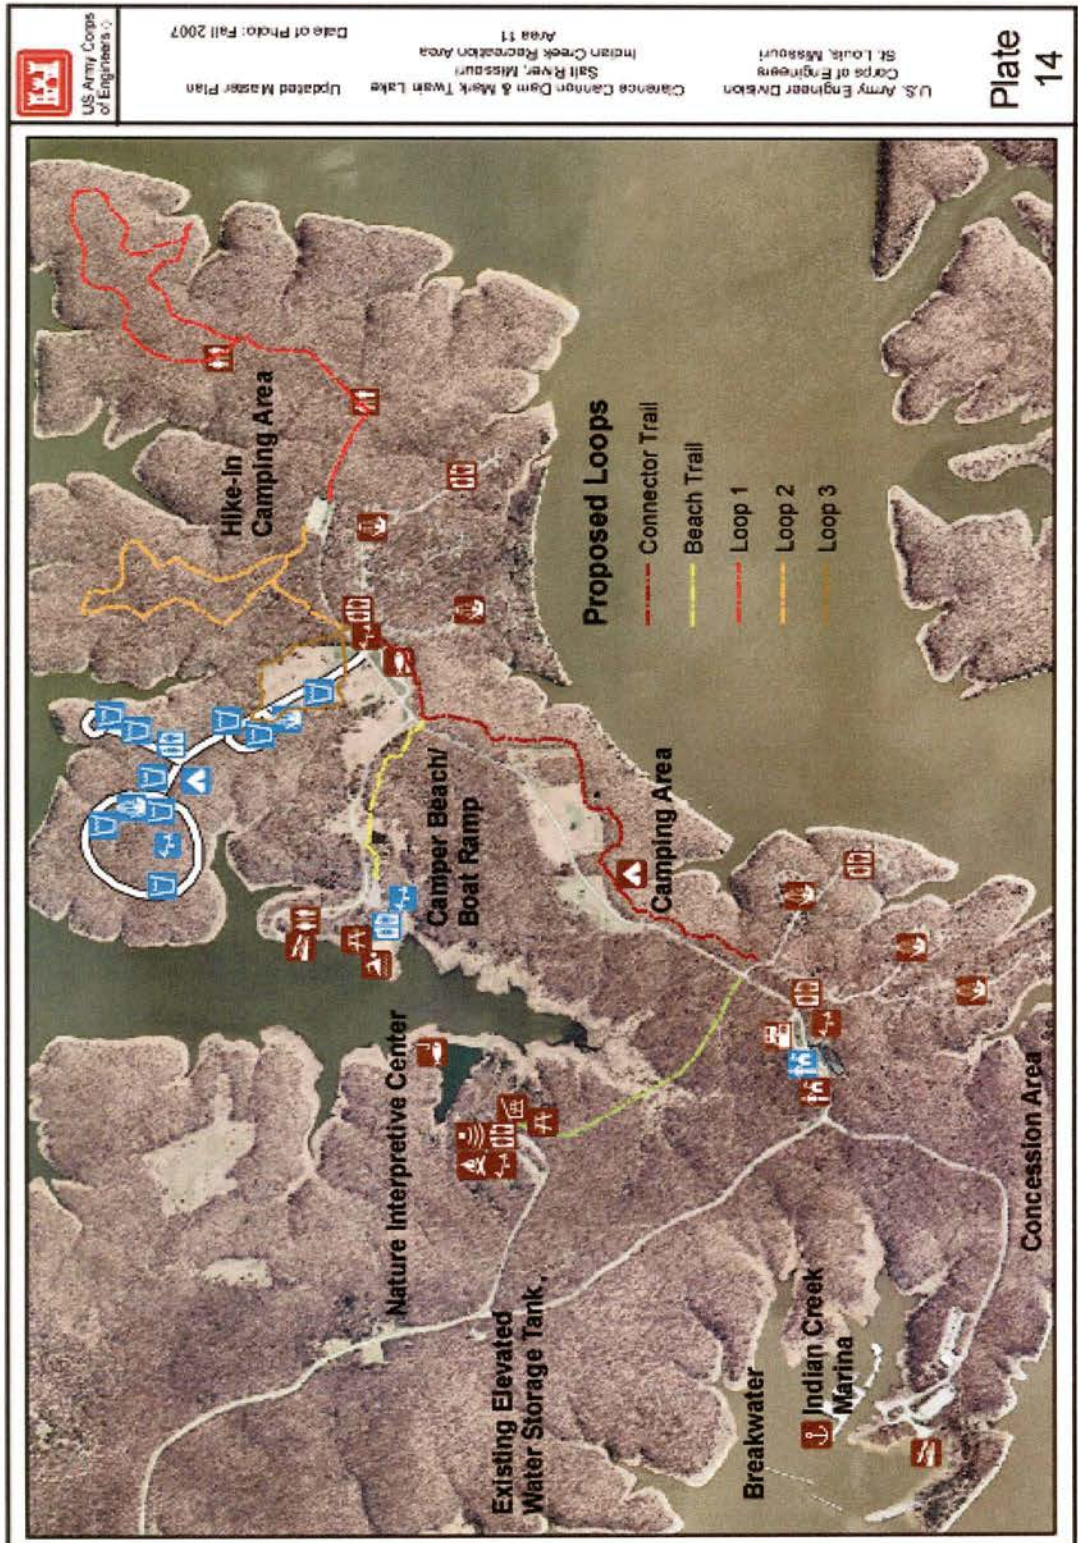 US Army Corps
of Engineers
Updated Master Plan
Date of Photo: Fall 2007
Clarence Cannon Dam & Mark Twain Lake
Salt River, Missouri
Indian Creek Recreation Area
Area 11
U.S. Army Engineer Division
Corps of Engineers
St. Louis, Missouri
Plate
14
Hike-In
Camping Area
Proposed Loops
Connector Trail
Beach Trail
Loop 1
Loop 2
Loop 3
Camper Beach/
Boat Ramp
Camping Area
Nature Interpretive Center
Existing Elevated
Water Storage Tank
Concession Area
Breakwater
Indian Creek
Marina